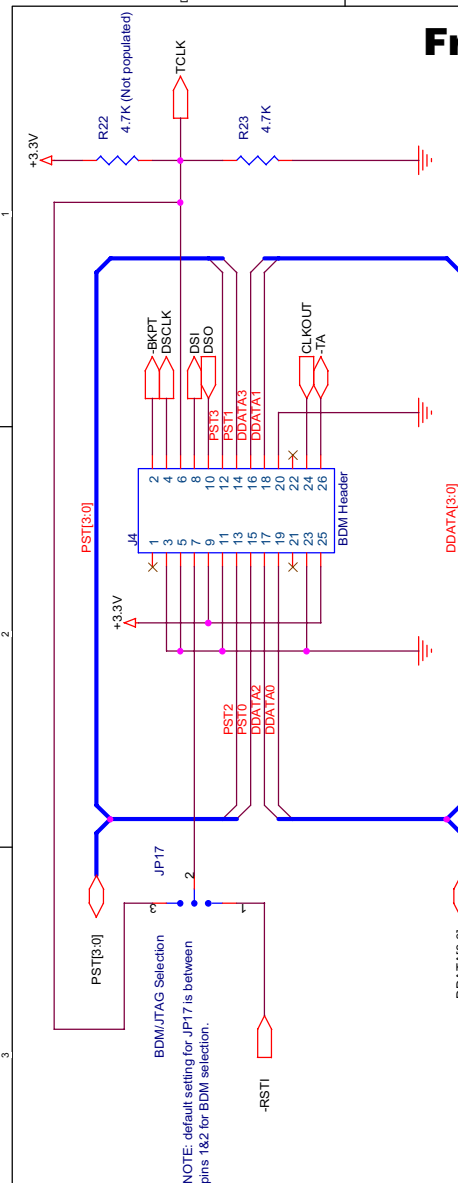 Fr
1
2
3
+3.3V
R22
4.7K (Not populated)
TCLK
R23
4.7K
PST[3:0]
-BKPT
DSCLK
DSI
DSO
PST3
PST1
DDATA3
DDATA1
CLKOUT
-TA
J4
1 2
3 4
5 6
7 8
9 10
11 12
13 14
15 16
17 18
19 20
21 22
23 24
25 26
BDM Header
+3.3V
PST2
PST0
DDATA2
DDATA0
DDATA[3:0]
PST[3:0]
JP17
3
2
1
BDM/JTAG Selection
NOTE: default setting for JP17 is between
pins 1&2 for BDM selection.
-RSTI